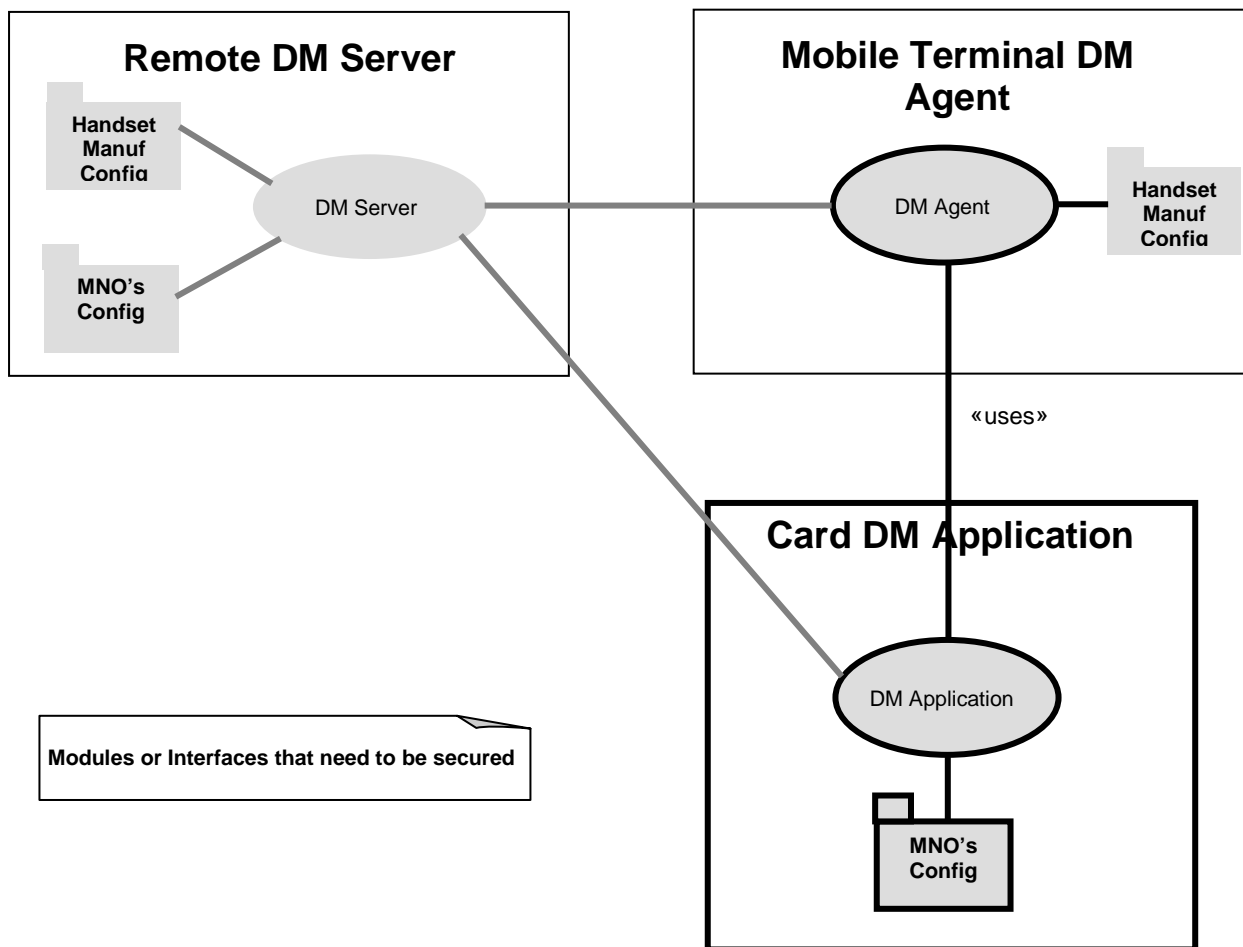 Remote DM Server
Handset
Manuf
Config
DM Server
MNO's
Config
Mobile Terminal DM
Agent
DM Agent
Handset
Manuf
Config
«uses»
Card DM Application
DM Application
MNO's
Config
Modules or Interfaces that need to be secured